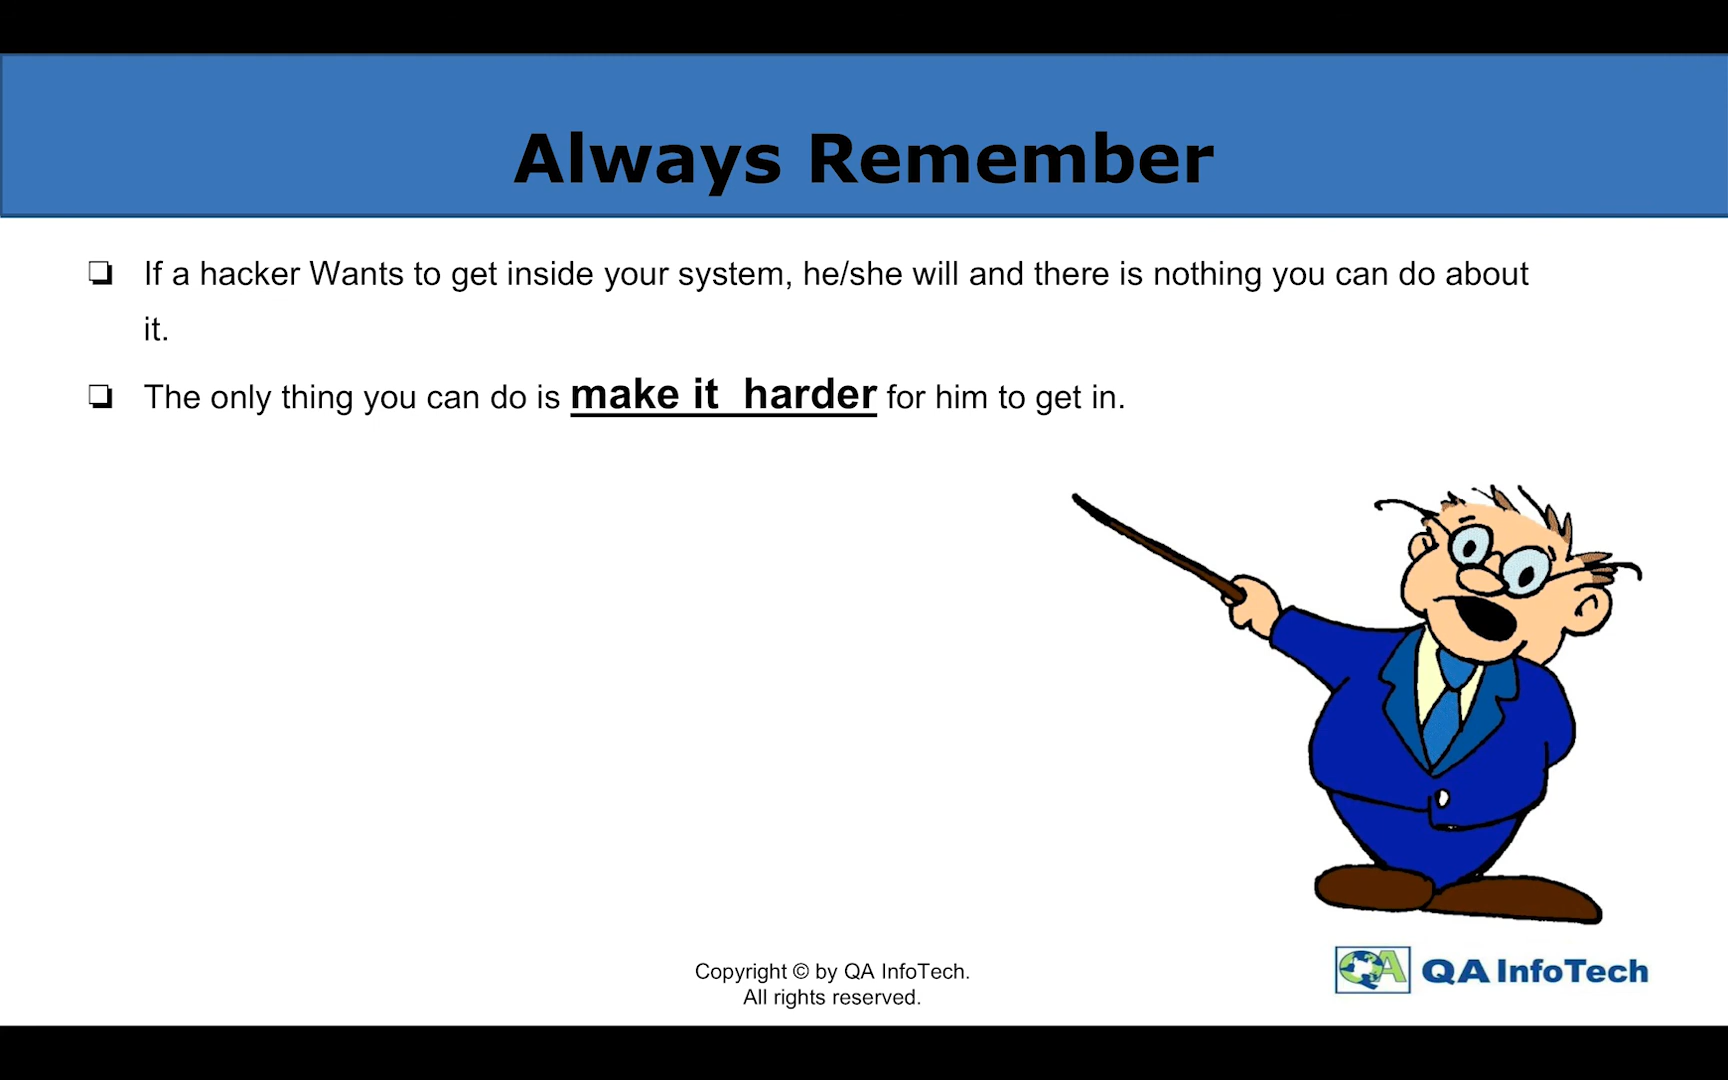 Always Remember
If a hacker Wants to get inside your system, he/she will and there is nothing you can do about
it.
The only thing you can do is make it  harder for him to get in.
Copyright © by QA InfoTech.
All rights reserved.
QA QA InfoTech